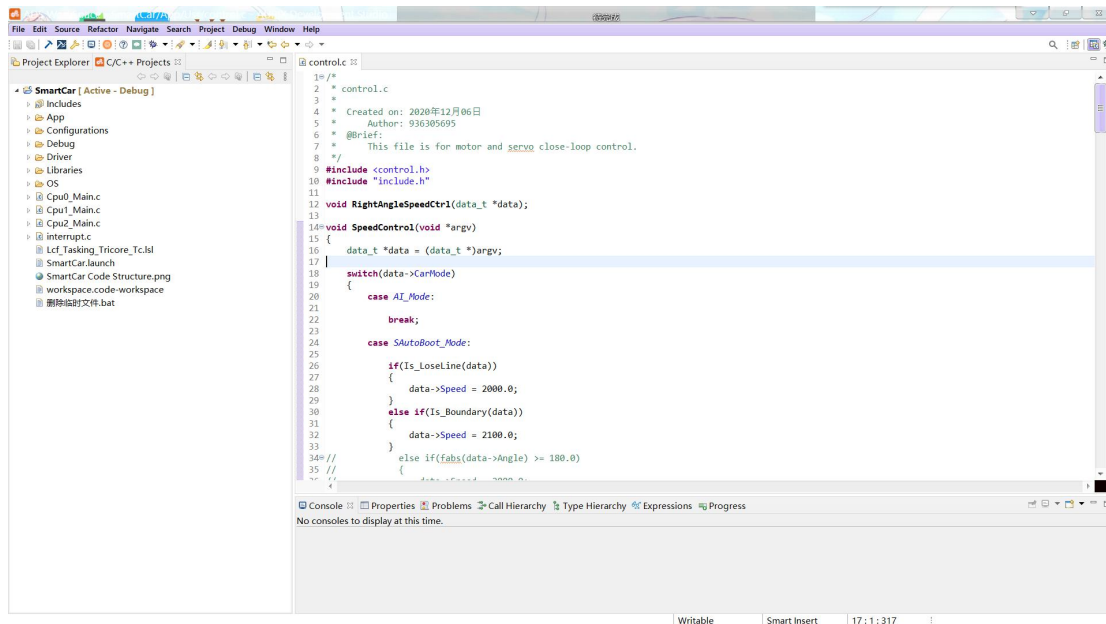 File Edit Source Refactor Navigate Search Project Debug Window Help
Project Explorer C/C++ Projects
control.c
SmartCar [ Active - Debug ]
Includes
App
Configurations
Debug
Driver
Libraries
OS
Cpu0_Main.c
Cpu1_Main.c
Cpu2_Main.c
interrupt.c
Lcf_Tasking_Tricore_Tc.lsl
SmartCar.launch
SmartCar Code Structure.png
workspace.code-workspace
删除临时文件.bat
1 /*
2 * control.c
3 *
4 * Created on: 2020年12月06日
5 * Author: 936305695
6 * @Brief:
7 * This file is for motor and servo close-loop control.
8 */
9 #include <control.h>
10 #include "include.h"
11
12 void RightAngleSpeedCtrl(data_t *data);
13
14 void SpeedControl(void *argv)
15 {
16 data_t *data = (data_t *)argv;
17
18 switch(data->CarMode)
19 {
20 case AI_Mode:
21
22 break;
23
24 case SAutoBoot_Mode:
25
26 if(Is_LoseLine(data))
27 {
28 data->Speed = 2000.0;
29 }
30 else if(Is_Boundary(data))
31 {
32 data->Speed = 2100.0;
33 }
34 // else if(fabs(data->Angle) >= 180.0)
35 // {
Console Properties Problems Call Hierarchy Type Hierarchy Expressions Progress
No consoles to display at this time.
Writable Smart Insert 17 : 1 : 317